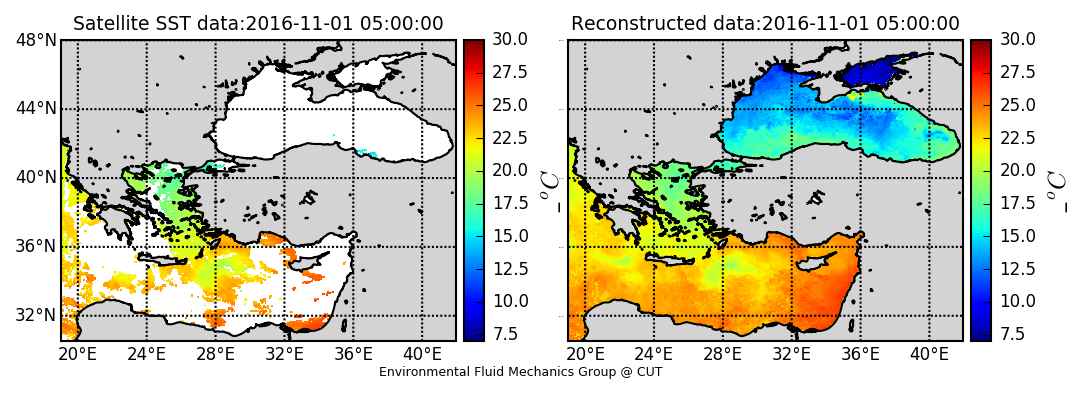 Satellite SST data:2016-11-01 05:00:00
48°N
44°N
40°N
36°N
32°N
20°E 24°E 28°E 32°E 36°E 40°E
30.0
27.5
25.0
22.5
20.0
17.5
15.0
12.5
10.0
7.5
°C
Reconstructed data:2016-11-01 05:00:00
20°E 24°E 28°E 32°E 36°E 40°E
30.0
27.5
25.0
22.5
20.0
17.5
15.0
12.5
10.0
7.5
°C
Environmental Fluid Mechanics Group @ CUT